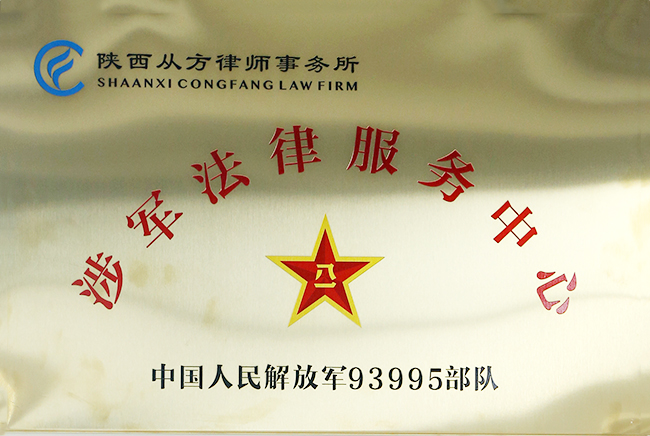 陕西从方律师事务所
SHAANXI CONGFANG LAW FIRM
涉军法律服务中心
八一
中国人民解放军93995部队